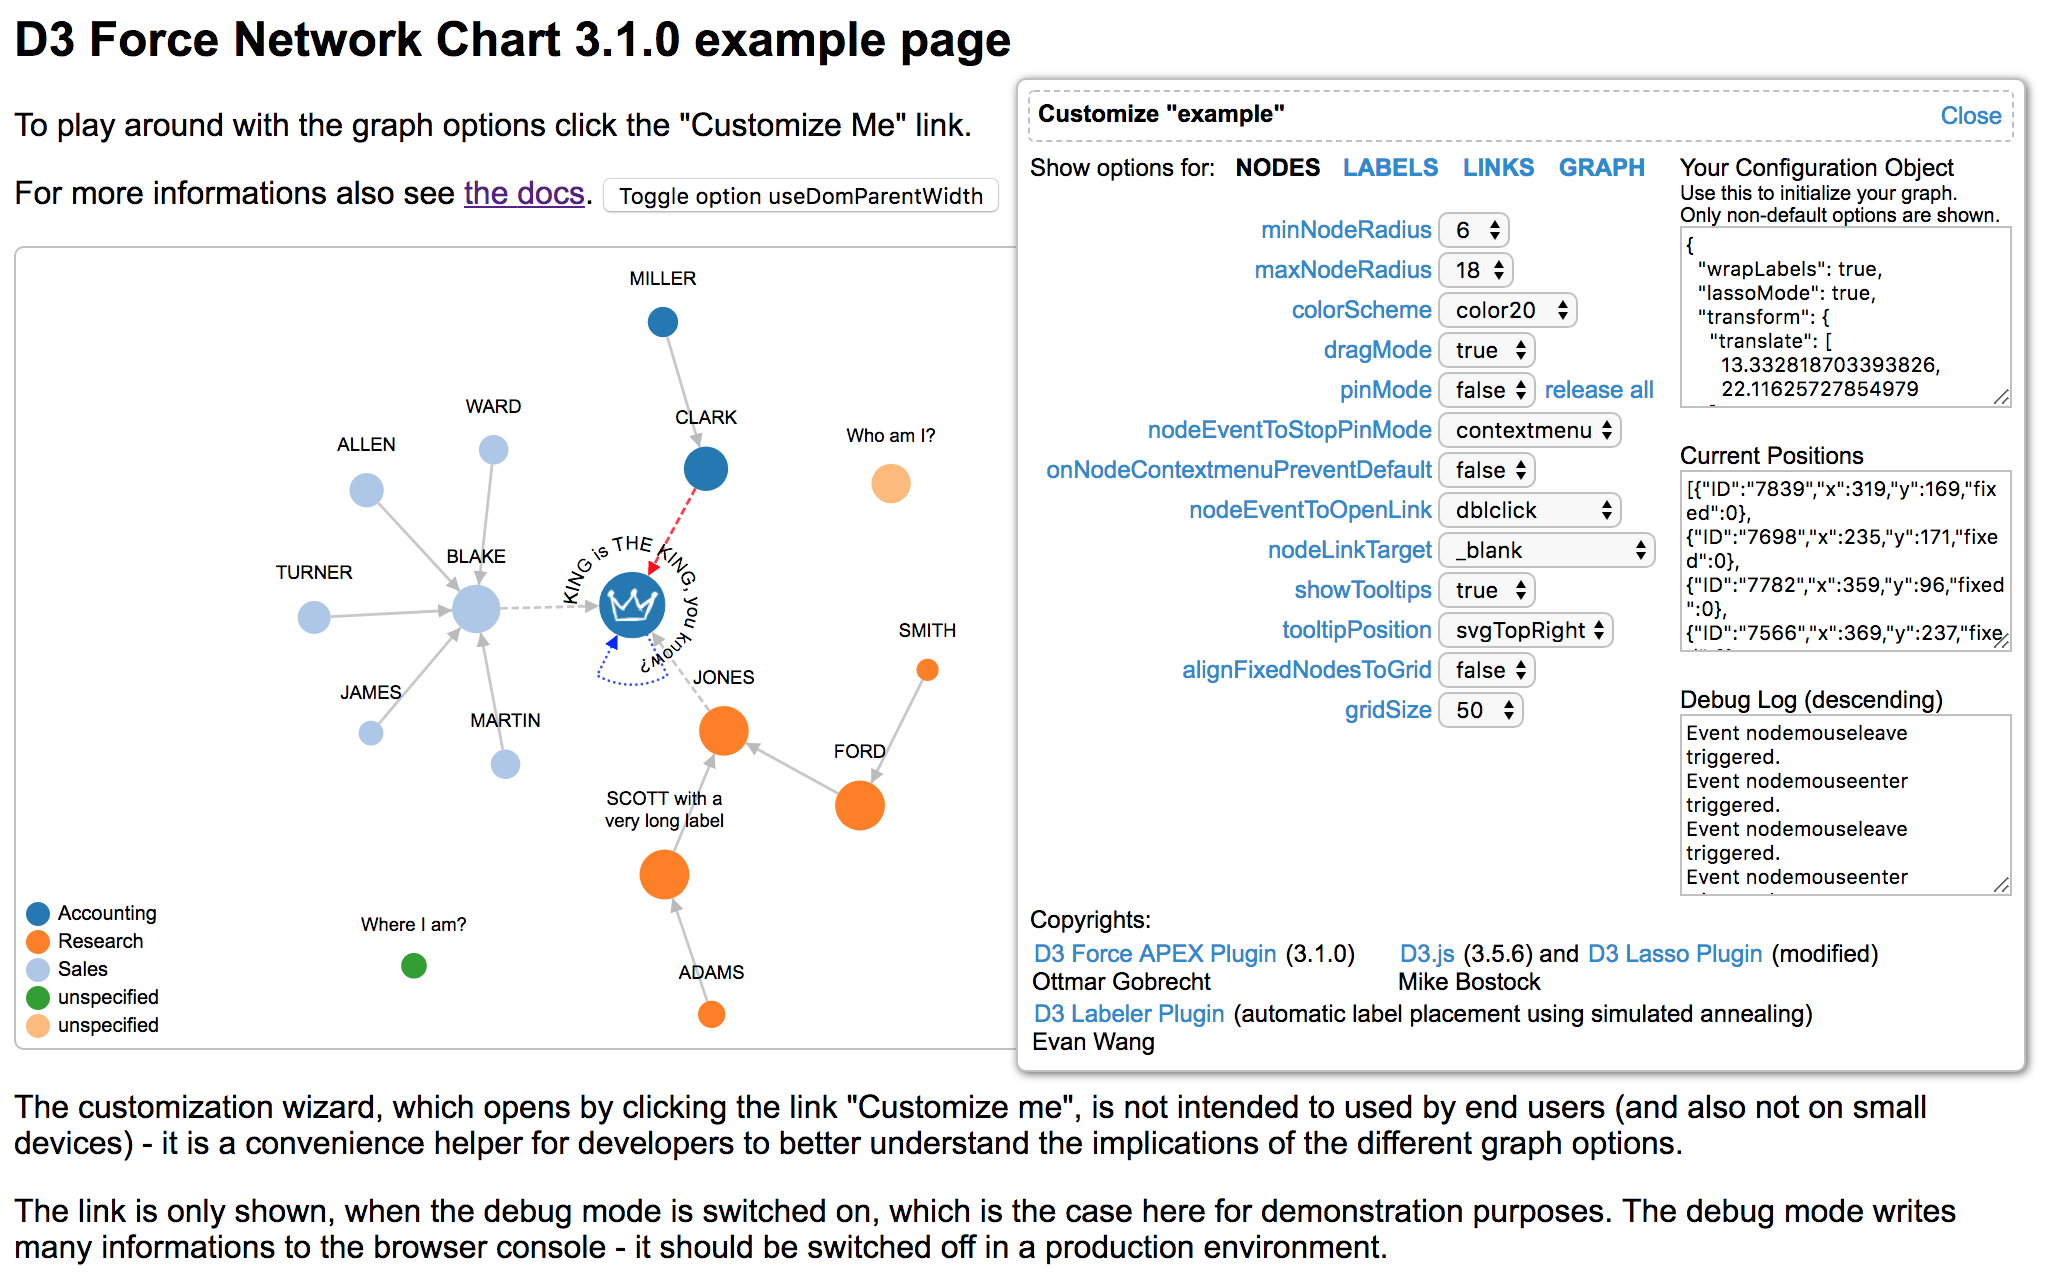 D3 Force Network Chart 3.1.0 example page
To play around with the graph options click the "Customize Me" link.
For more informations also see the docs. Toggle option useDomParentWidth
MILLER
CLARK
WARD
ALLEN
Who am I?
BLAKE
TURNER
KING is THE KING, you know?
SMITH
JONES
JAMES
MARTIN
FORD
SCOTT with a
very long label
Where I am?
ADAMS
Accounting
Research
Sales
unspecified
unspecified
Customize "example" Close
Show options for: NODES LABELS LINKS GRAPH
minNodeRadius 6
maxNodeRadius 18
colorScheme color20
dragMode true
pinMode false release all
nodeEventToStopPinMode contextmenu
onNodeContextmenuPreventDefault false
nodeEventToOpenLink dblclick
nodeLinkTarget _blank
showTooltips true
tooltipPosition svgTopRight
alignFixedNodesToGrid false
gridSize 50
Your Configuration Object
Use this to initialize your graph.
Only non-default options are shown.
{
"wrapLabels": true,
"lassoMode": true,
"transform": {
"translate": [
13.332818703393826,
22.11625727854979
Current Positions
[{"ID":"7839","x":319,"y":169,"fix
ed":0},
{"ID":"7698","x":235,"y":171,"fixe
d":0},
{"ID":"7782","x":359,"y":96,"fixed
":0},
{"ID":"7566","x":369,"y":237,"fixe
Debug Log (descending)
Event nodemouseleave
triggered.
Event nodemouseenter
triggered.
Event nodemouseleave
triggered.
Event nodemouseenter
Copyrights:
D3 Force APEX Plugin (3.1.0) D3.js (3.5.6) and D3 Lasso Plugin (modified)
Ottmar Gobrecht Mike Bostock
D3 Labeler Plugin (automatic label placement using simulated annealing)
Evan Wang
The customization wizard, which opens by clicking the link "Customize me", is not intended to used by end users (and also not on small
devices) - it is a convenience helper for developers to better understand the implications of the different graph options.
The link is only shown, when the debug mode is switched on, which is the case here for demonstration purposes. The debug mode writes
many informations to the browser console - it should be switched off in a production environment.